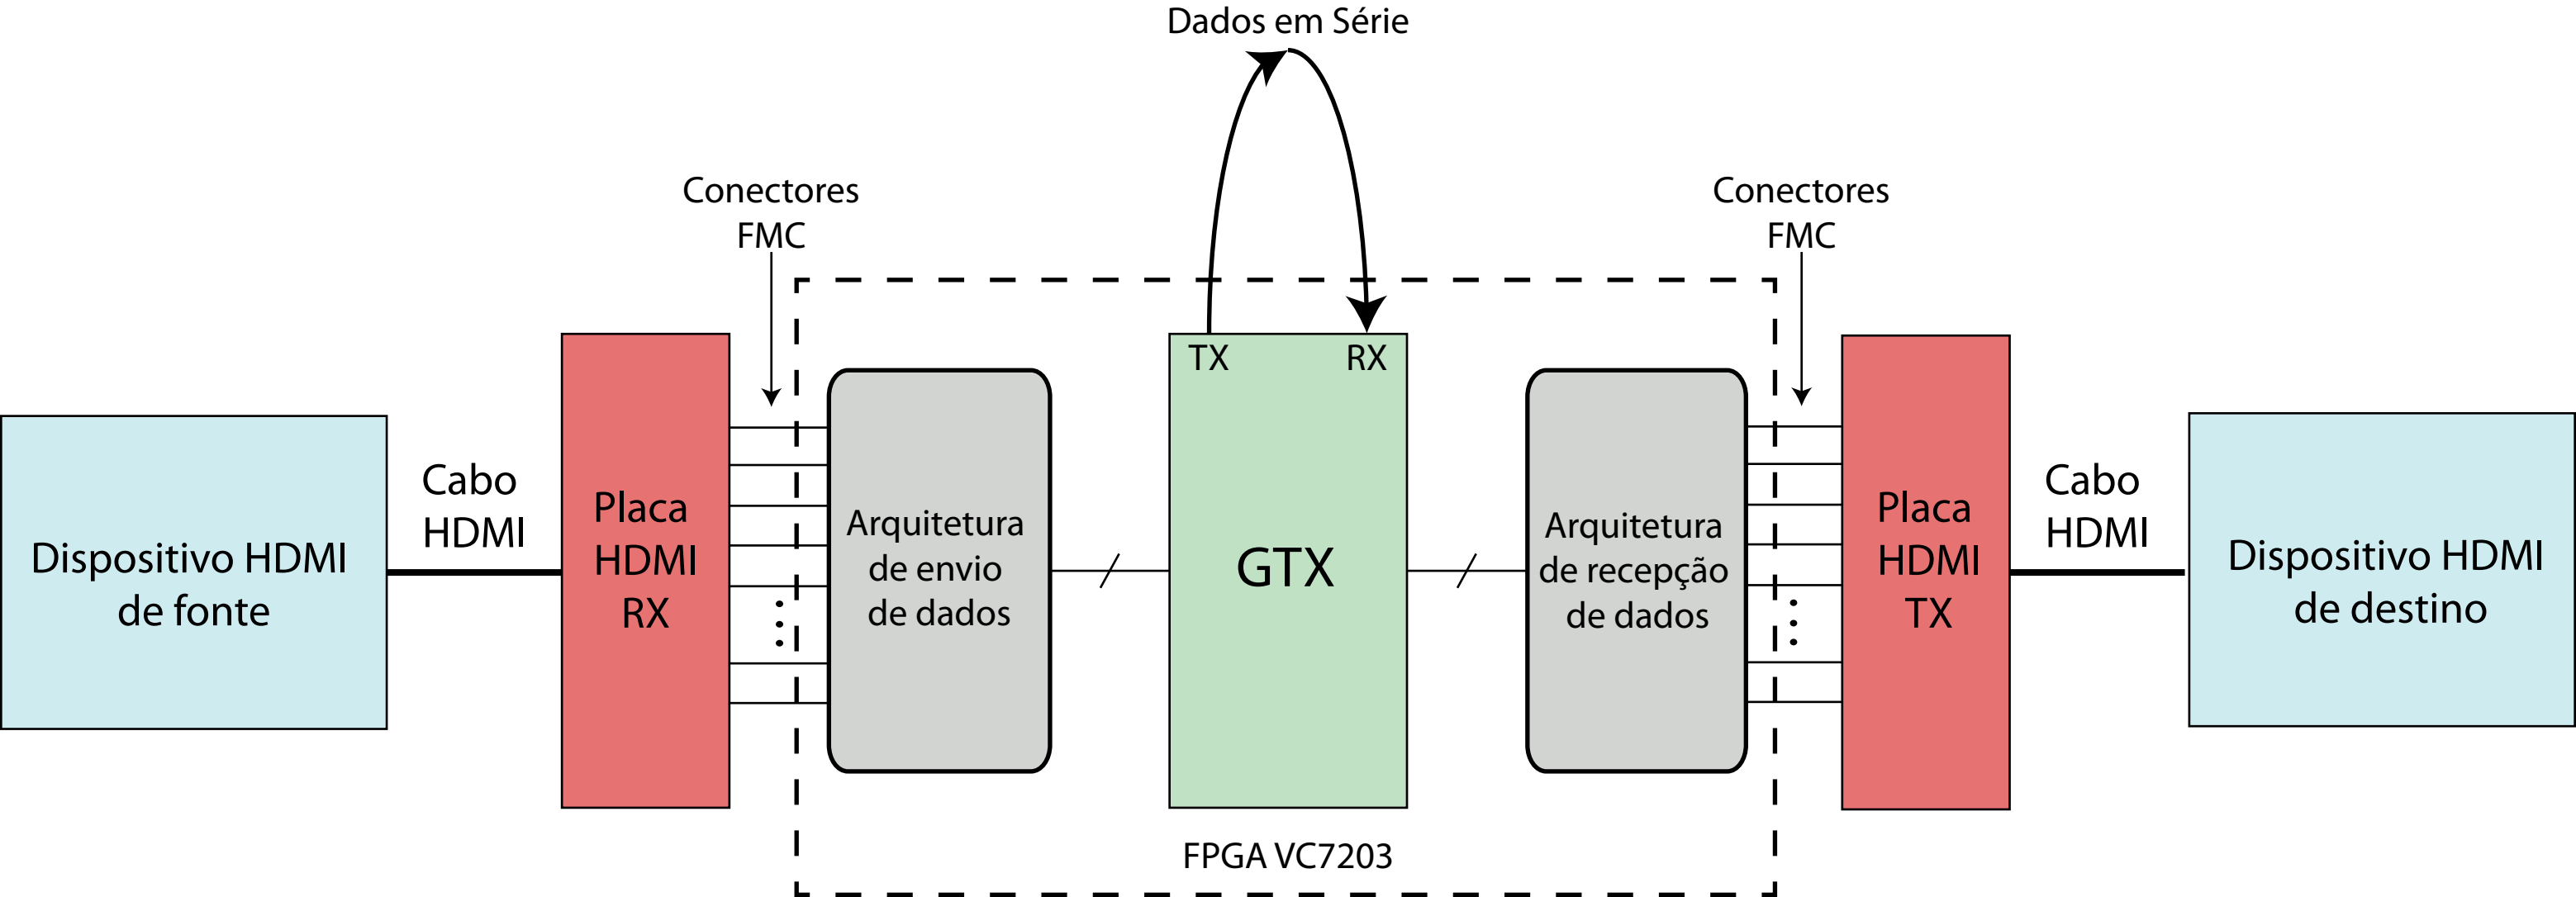 Dados em Série
Conectores
FMC
Conectores
FMC
TX
RX
Dispositivo HDMI
de fonte
Cabo
HDMI
Placa
HDMI
RX
Arquitetura
de envio
de dados
GTX
Arquitetura
de recepção
de dados
Placa
HDMI
TX
Cabo
HDMI
Dispositivo HDMI
de destino
FPGA VC7203